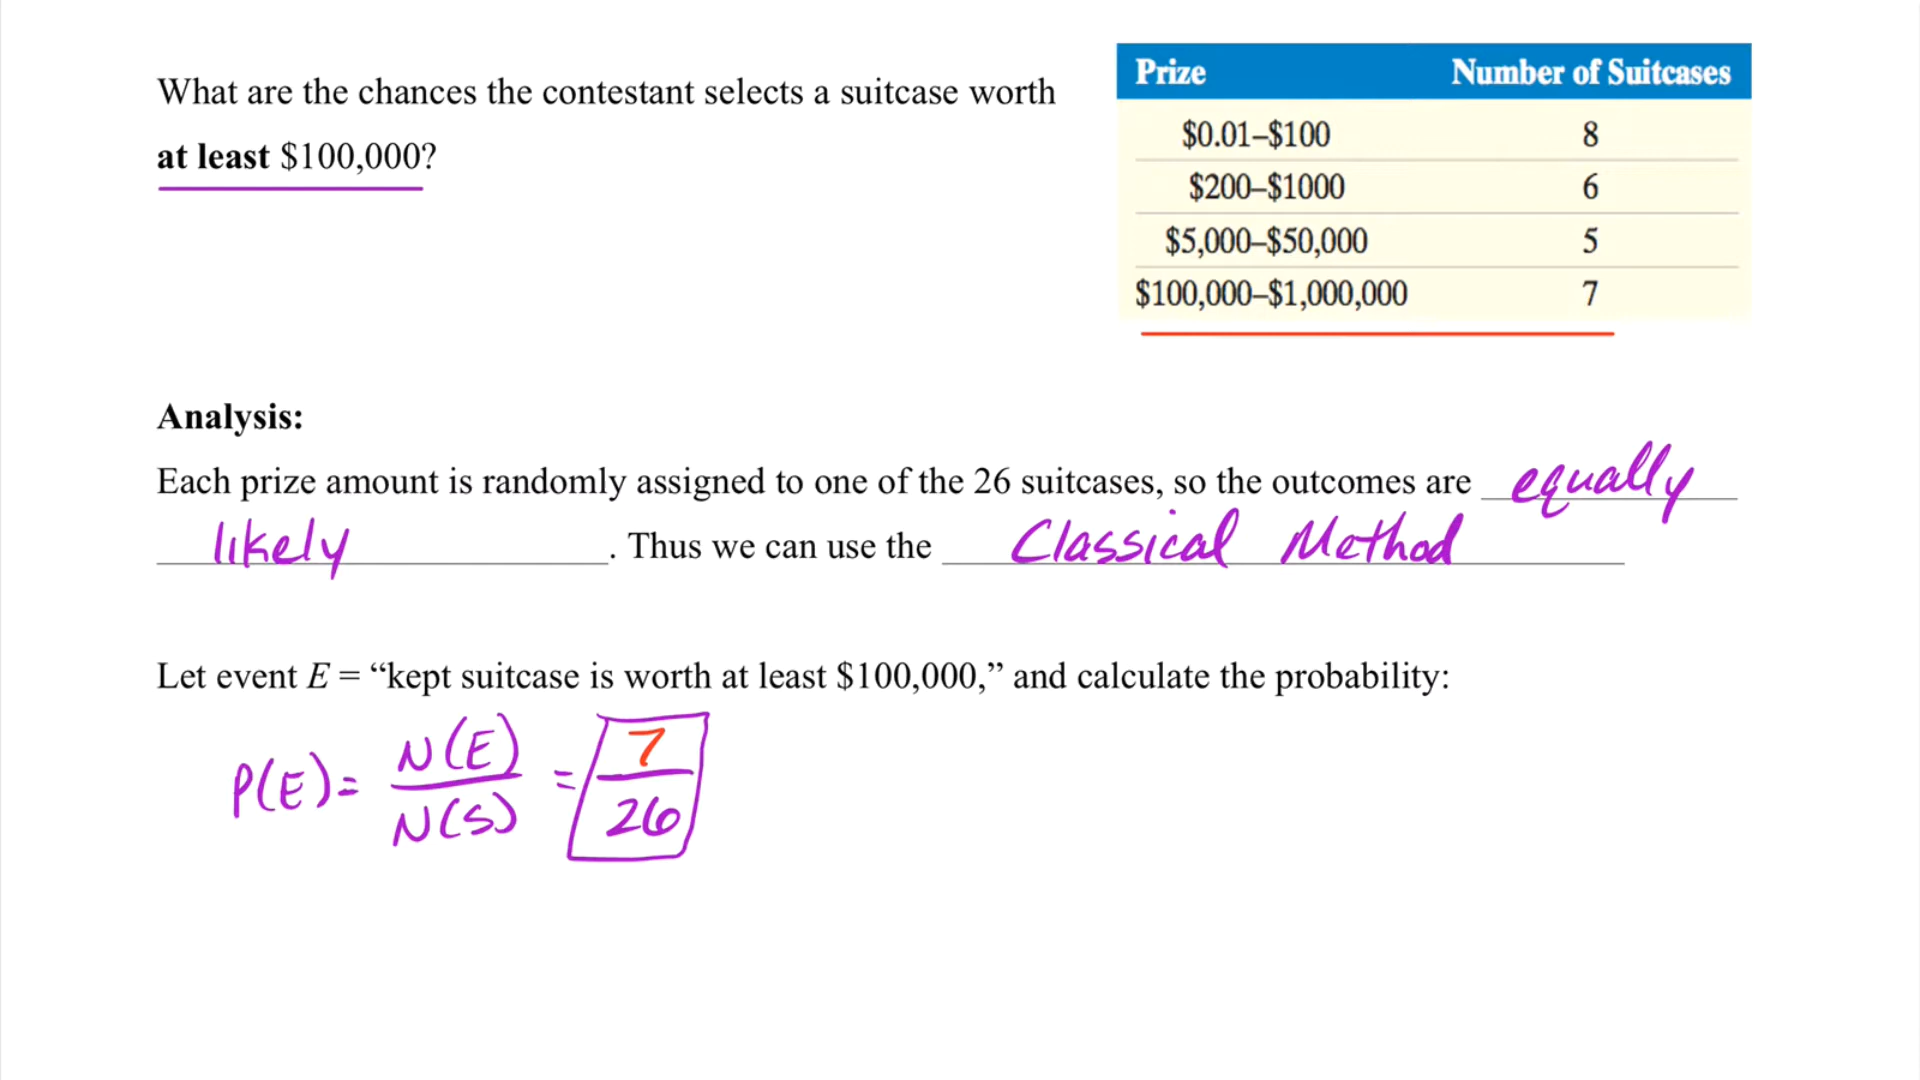 What are the chances the contestant selects a suitcase worth
at least $100,000?
Prize Number of Suitcases
$0.01–$100 8
$200–$1000 6
$5,000–$50,000 5
$100,000–$1,000,000 7
Analysis:
Each prize amount is randomly assigned to one of the 26 suitcases, so the outcomes are equally
likely. Thus we can use the Classical Method
Let event E = “kept suitcase is worth at least $100,000,” and calculate the probability:
P(E) = N(E)/N(S) = 7/26